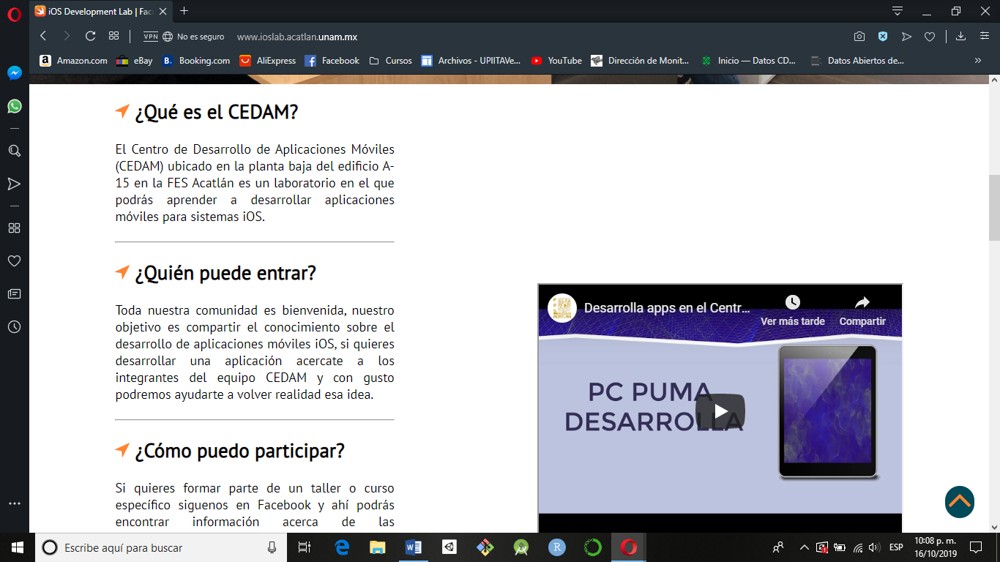 iOS Development Lab | Fac
VPN No es seguro www.ioslab.acatlan.unam.mx
Amazon.com eBay Booking.com AliExpress Facebook Cursos Archivos - UPIITAVe... YouTube Dirección de Monit... Inicio — Datos CD... Datos Abiertos de... »
¿Qué es el CEDAM?
El Centro de Desarrollo de Aplicaciones Móviles
(CEDAM) ubicado en la planta baja del edificio A-
15 en la FES Acatlán es un laboratorio en el que
podrás aprender a desarrollar aplicaciones
móviles para sistemas iOS.
¿Quién puede entrar?
Toda nuestra comunidad es bienvenida, nuestro
objetivo es compartir el conocimiento sobre el
desarrollo de aplicaciones móviles iOS, si quieres
desarrollar una aplicación acercate a los
integrantes del equipo CEDAM y con gusto
podremos ayudarte a volver realidad esa idea.
¿Cómo puedo participar?
Si quieres formar parte de un taller o curso
específico siguenos en Facebook y ahí podrás
encontrar información acerca de las
Desarrolla apps en el Centr...
Ver más tarde Compartir
PC PUMA
DESARROLLA
Escribe aquí para buscar
ESP
10:08 p. m.
16/10/2019